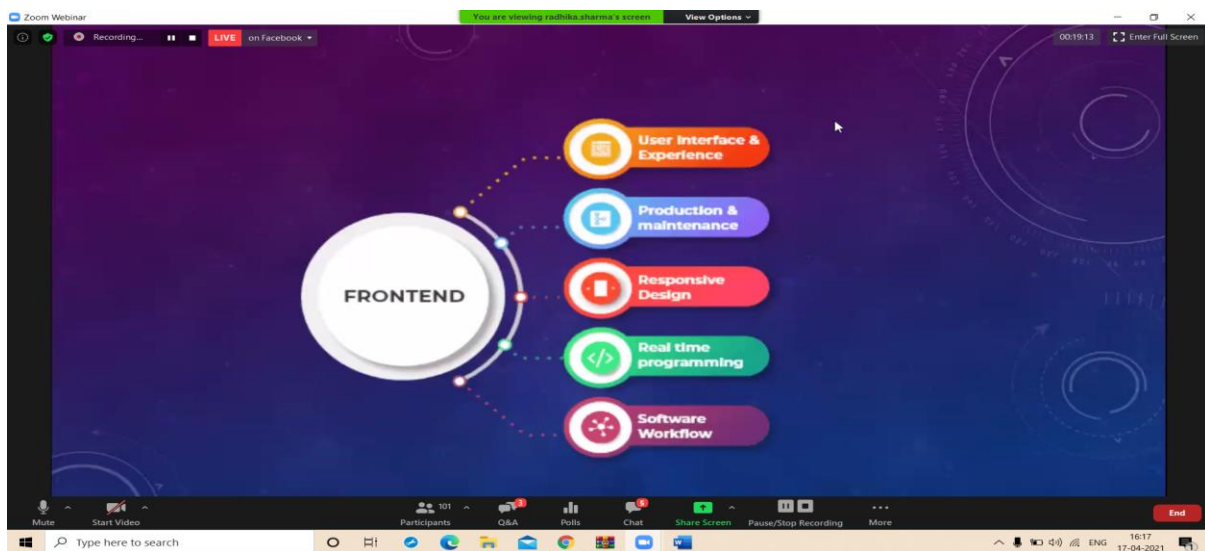 Zoom Webinar
You are viewing radhika.sharma's screen
View Options
Recording...
LIVE
on Facebook
00:19:13
Enter Full Screen
User Interface &
Experience
Production &
maintenance
Responsive
Design
FRONTEND
Real time
programming
Software
Workflow
Mute
Start Video
101
Participants
3
Q&A
Polls
6
Chat
Share Screen
Pause/Stop Recording
More
End
Type here to search
ENG
16:17
17-04-2021